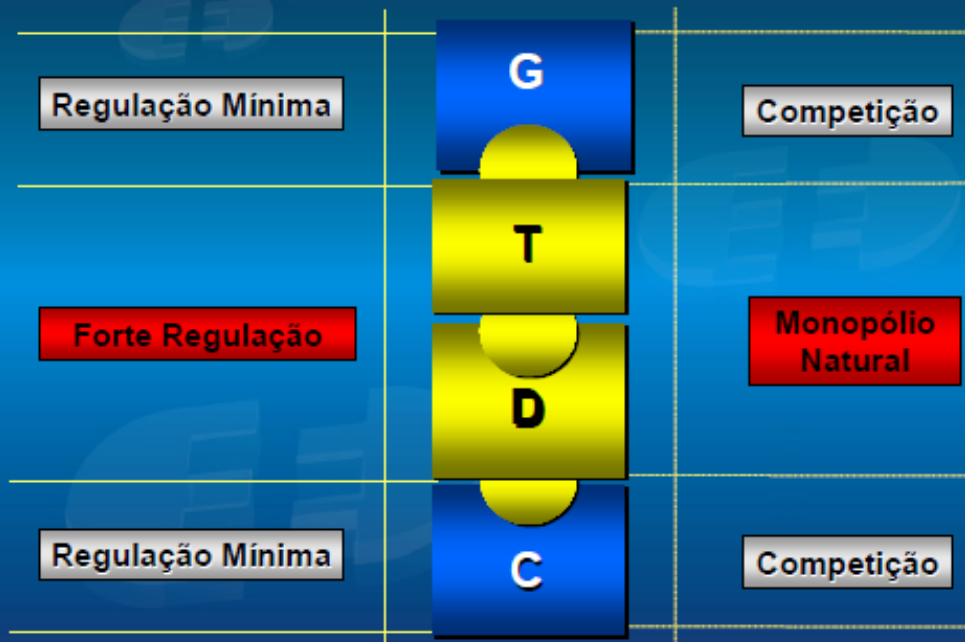 G
Regulação Mínima
Competição
T
Forte Regulação
Monopólio
Natural
D
Regulação Mínima
C
Competição